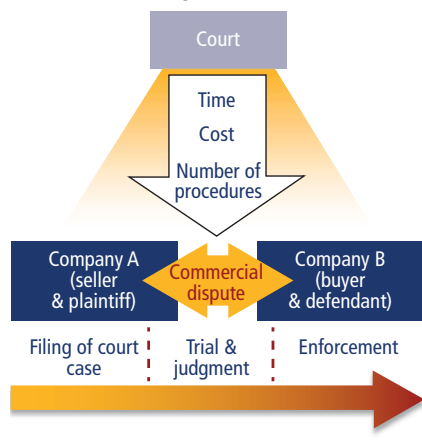 Court
Time
Cost
Number of
procedures
Company A
(seller
& plaintiff)
Commercial
dispute
Company B
(buyer
& defendant)
Filing of court
case
Trial &
judgment
Enforcement